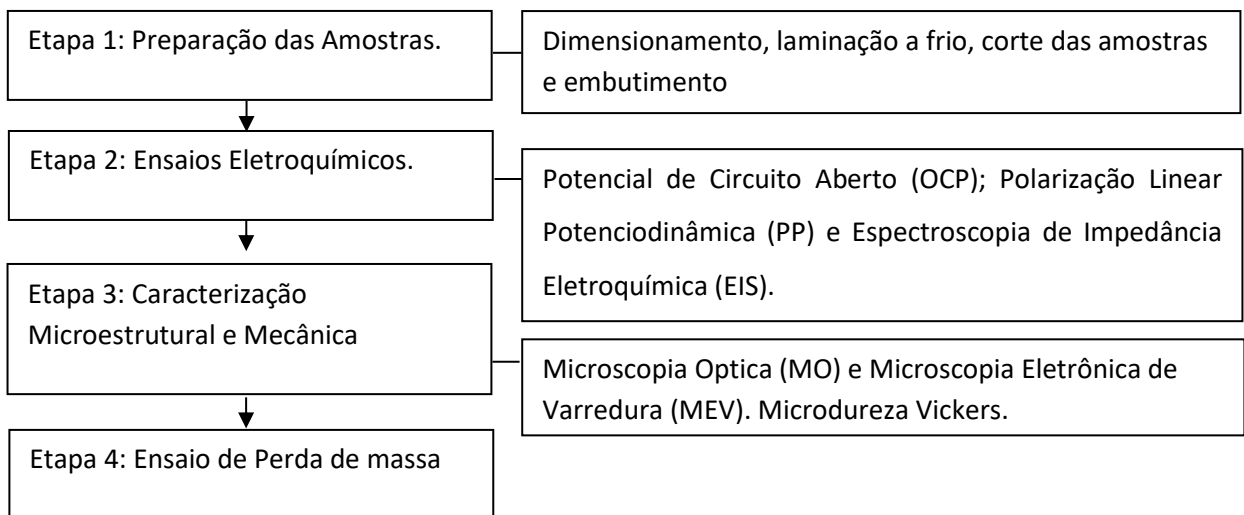 Etapa 1: Preparação das Amostras.
Dimensionamento, laminação a frio, corte das amostras
e embutimento
Etapa 2: Ensaios Eletroquímicos.
Potencial de Circuito Aberto (OCP); Polarização Linear
Potenciodinâmica (PP) e Espectroscopia de Impedância
Eletroquímica (EIS).
Etapa 3: Caracterização
Microestrutural e Mecânica
Microscopia Optica (MO) e Microscopia Eletrônica de
Varredura (MEV). Microdureza Vickers.
Etapa 4: Ensaio de Perda de massa